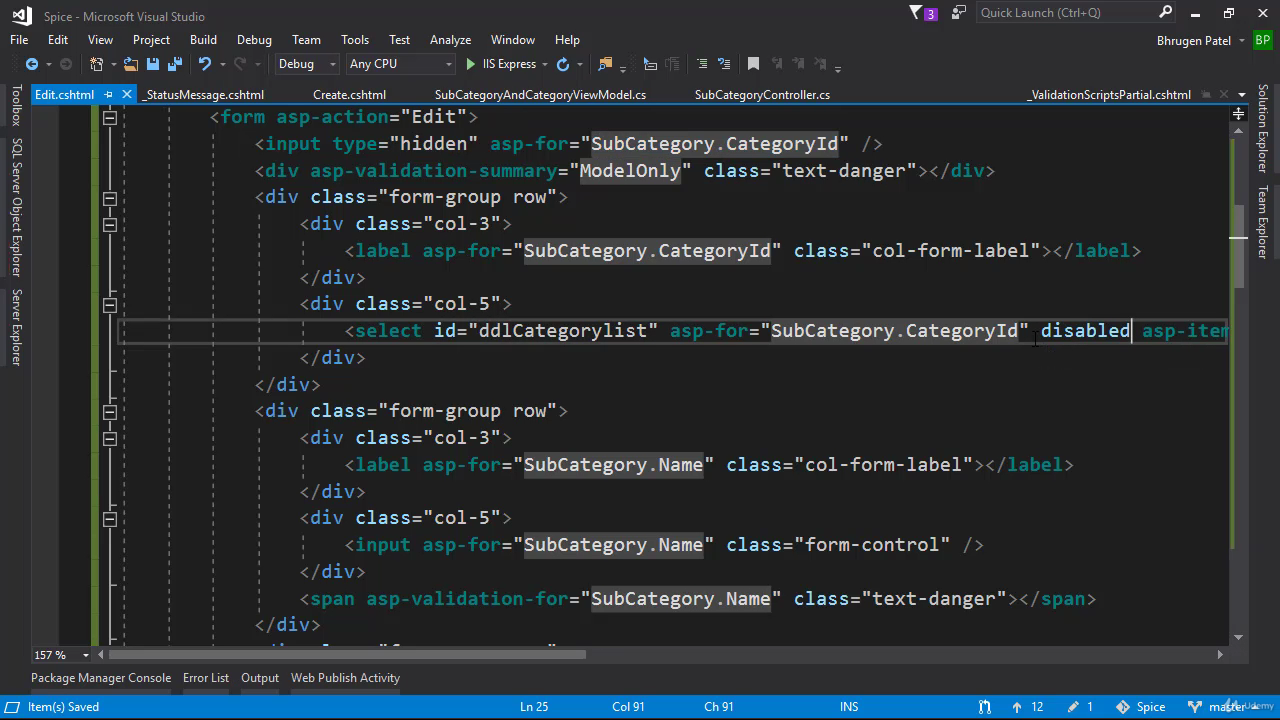 Spice - Microsoft Visual Studio
3
Quick Launch (Ctrl+Q)
File Edit View Project Build Debug Team Tools Test Analyze Window Help
Bhrugen Patel BP
Debug Any CPU IIS Express
Edit.cshtml _StatusMessage.cshtml Create.cshtml SubCategoryAndCategoryViewModel.cs SubCategoryController.cs _ValidationScriptsPartial.cshtml
Toolbox
SQL Server Object Explorer
Server Explorer
<form asp-action="Edit">
<input type="hidden" asp-for="SubCategory.CategoryId" />
<div asp-validation-summary="ModelOnly" class="text-danger"></div>
<div class="form-group row">
<div class="col-3">
<label asp-for="SubCategory.CategoryId" class="col-form-label"></label>
</div>
<div class="col-5">
<select id="ddlCategorylist" asp-for="SubCategory.CategoryId" disabled asp-iter
</div>
</div>
<div class="form-group row">
<div class="col-3">
<label asp-for="SubCategory.Name" class="col-form-label"></label>
</div>
<div class="col-5">
<input asp-for="SubCategory.Name" class="form-control" />
</div>
<span asp-validation-for="SubCategory.Name" class="text-danger"></span>
</div>
Solution Explorer
Team Explorer
157 %
Package Manager Console Error List Output Web Publish Activity
Item(s) Saved Ln 25 Col 91 Ch 91 INS 12 1 Spice master
Udemy